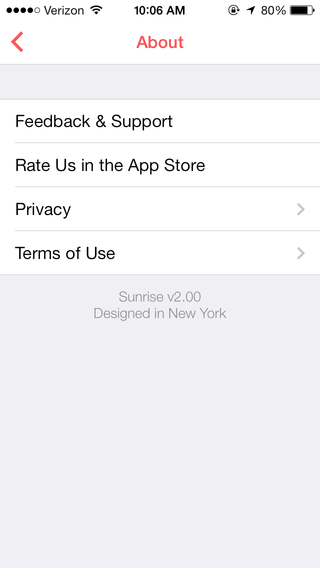 Verizon 10:06 AM 80%
About
Feedback & Support
Rate Us in the App Store
Privacy
Terms of Use
Sunrise v2.00
Designed in New York